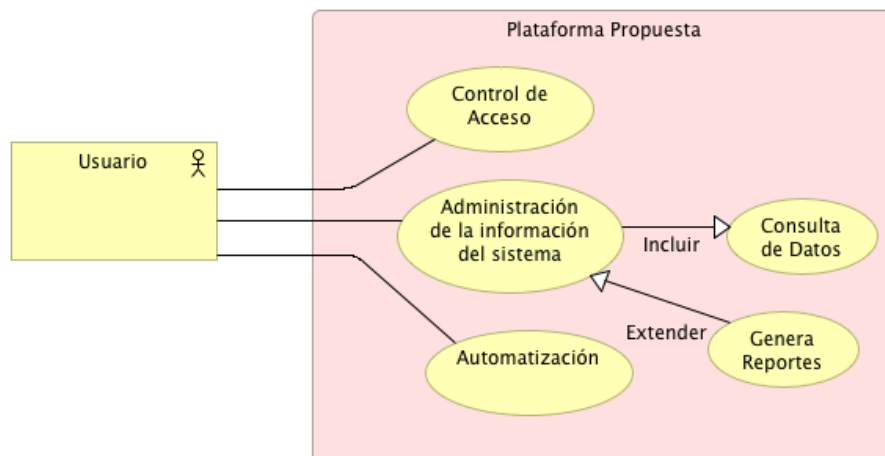 Plataforma Propuesta
Control de
Acceso
Usuario
Administración
de la información
del sistema
Incluir
Consulta
de Datos
Extender
Genera
Reportes
Automatización